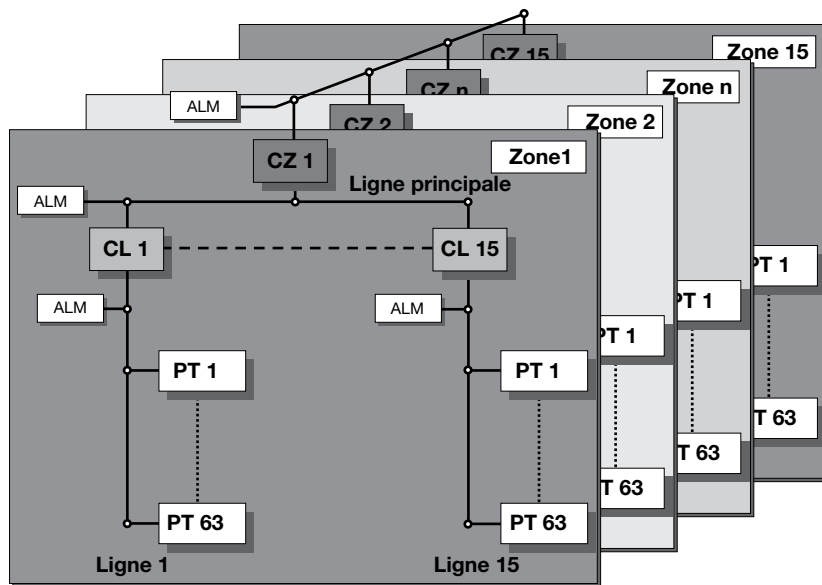 CZ 15
Zone 15
CZ n
Zone n
ALM
CZ 2
Zone 2
CZ 1
Zone1
Ligne principale
ALM
CL 1
CL 15
ALM
ALM
PT 1
PT 1
PT 1
PT 1
PT 1
PT 63
PT 63
T 63
T 63
T 63
Ligne 1
Ligne 15